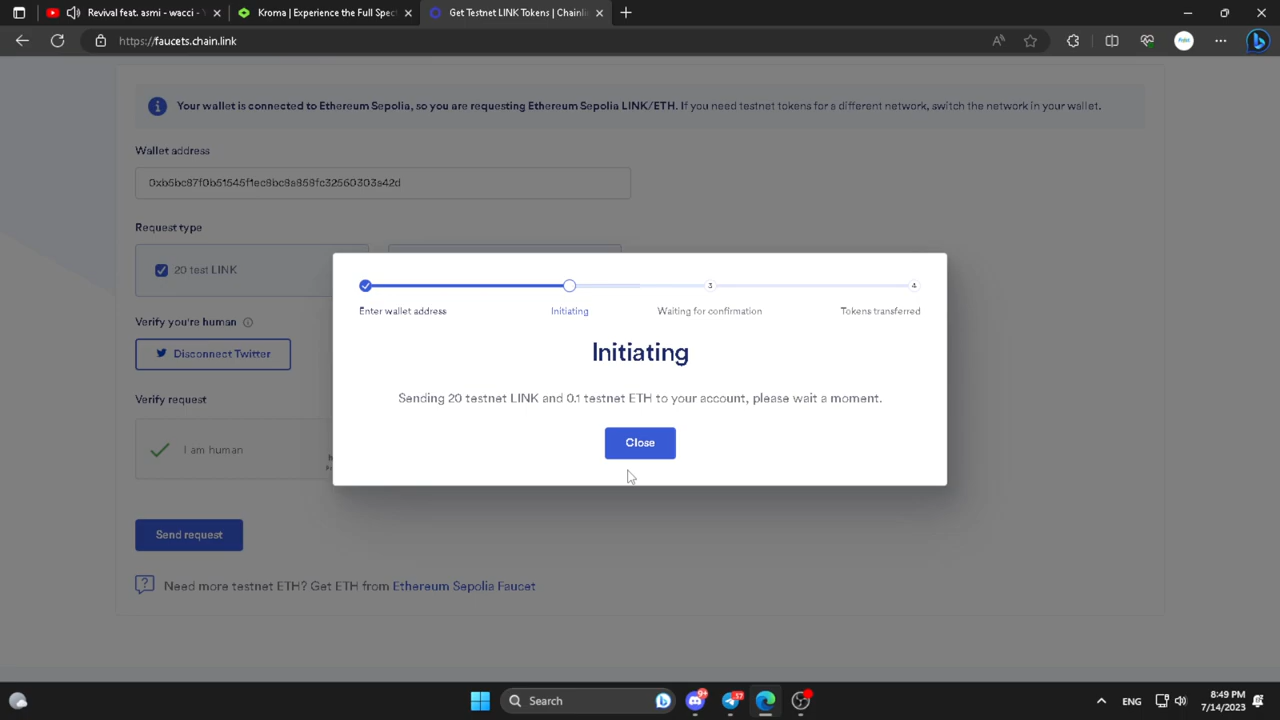 Revival feat. asmi - wacci -
Kroma | Experience the Full Spect
Get Testnet LINK Tokens | Chainli
https://faucets.chain.link
Your wallet is connected to Ethereum Sepolia, so you are requesting Ethereum Sepolia LINK/ETH. If you need testnet tokens for a different network, switch the network in your wallet.
Wallet address
0xb5bc87f0b51545f1ec8bc8a858fc32560303a42d
Request type
20 test LINK
Verify you're human
Disconnect Twitter
Verify request
I am human
3
4
Enter wallet address
Initiating
Waiting for confirmation
Tokens transferred
Initiating
Sending 20 testnet LINK and 0.1 testnet ETH to your account, please wait a moment.
Close
Send request
Need more testnet ETH? Get ETH from Ethereum Sepolia Faucet
Search
ENG
8:49 PM
7/14/2023